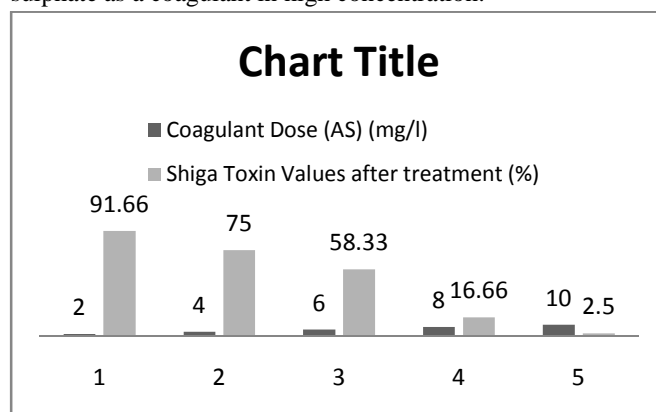 sulphate as a coagulant in high concentration.
Chart Title
Coagulant Dose (AS) (mg/l)
Shiga Toxin Values after treatment (%)
91.66
75
58.33
2 4 6 8 16.66 10 2.5
1 2 3 4 5